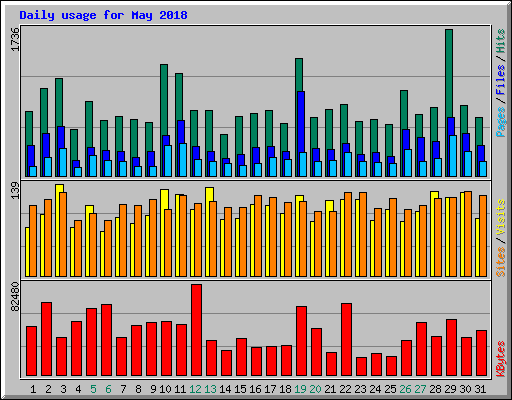 Daily usage for May 2018
1736
Pages / Files / Hits
139
Sites / Visits
82480
KBytes
1 2 3 4 5 6 7 8 9 10 11 12 13 14 15 16 17 18 19 20 21 22 23 24 25 26 27 28 29 30 31